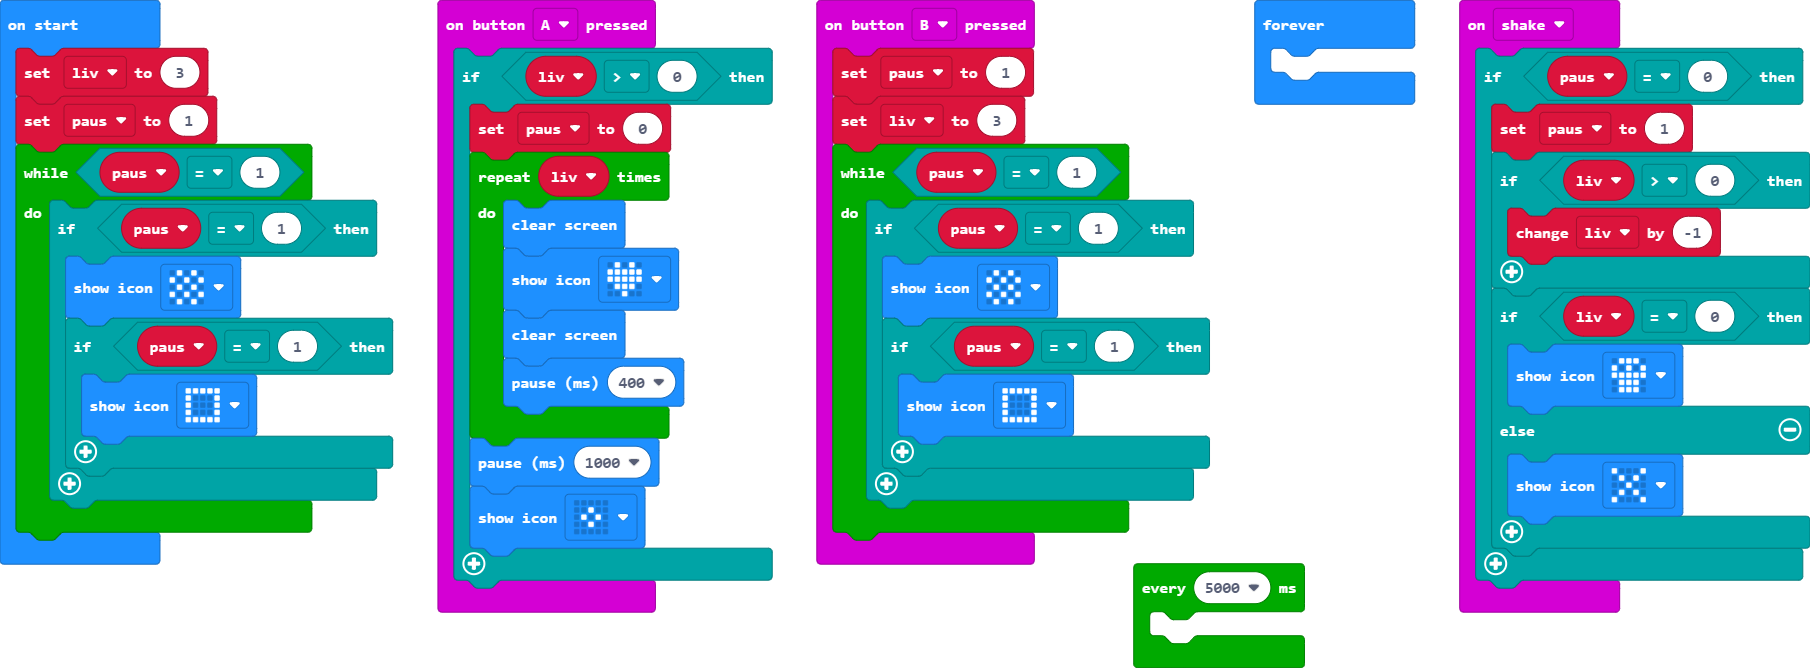 on start
set liv to 3
set paus to 1
while paus = 1
do
if paus = 1 then
show icon
if paus = 1 then
show icon
on button A pressed
if liv > 0 then
set paus to 0
repeat liv times
do
clear screen
show icon
clear screen
pause (ms) 400
pause (ms) 1000
show icon
on button B pressed
set paus to 1
set liv to 3
while paus = 1
do
if paus = 1 then
show icon
if paus = 1 then
show icon
forever
every 5000 ms
on shake
if paus = 0 then
set paus to 1
if liv > 0 then
change liv by -1
if liv = 0 then
show icon
else
show icon